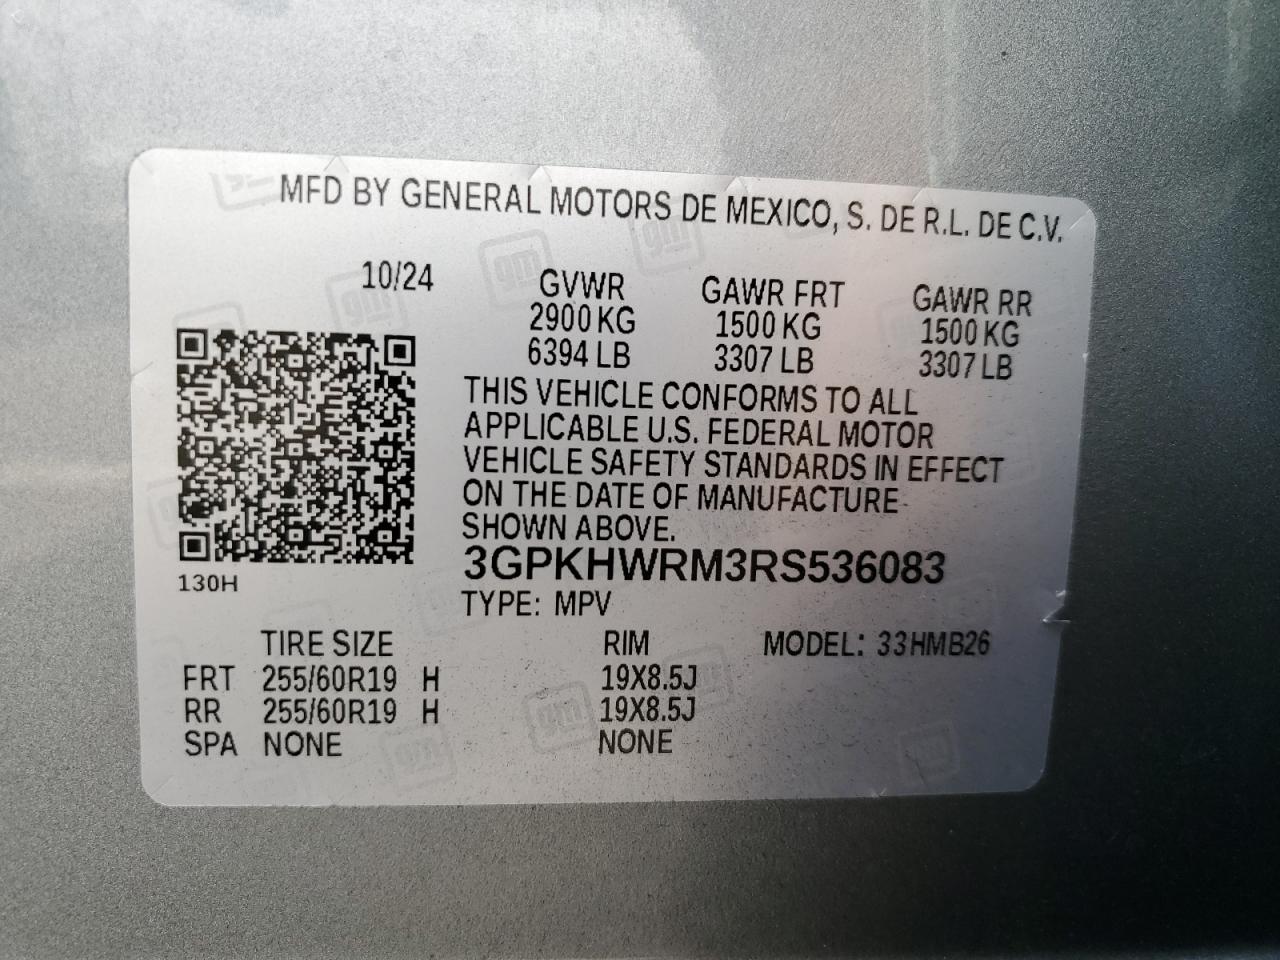 MFD BY GENERAL MOTORS DE MEXICO, S. DE R.L. DE C.V.
10/24 GVWR GAWR FRT GAWR RR
2900 KG 1500 KG 1500 KG
6394 LB 3307 LB 3307 LB
THIS VEHICLE CONFORMS TO ALL
APPLICABLE U.S. FEDERAL MOTOR
VEHICLE SAFETY STANDARDS IN EFFECT
ON THE DATE OF MANUFACTURE
SHOWN ABOVE.
3GPKHWRM3RS536083
130H
TYPE: MPV
TIRE SIZE RIM MODEL: 33HMB26
FRT 255/60R19 H 19X8.5J
RR 255/60R19 H 19X8.5J
SPA NONE NONE